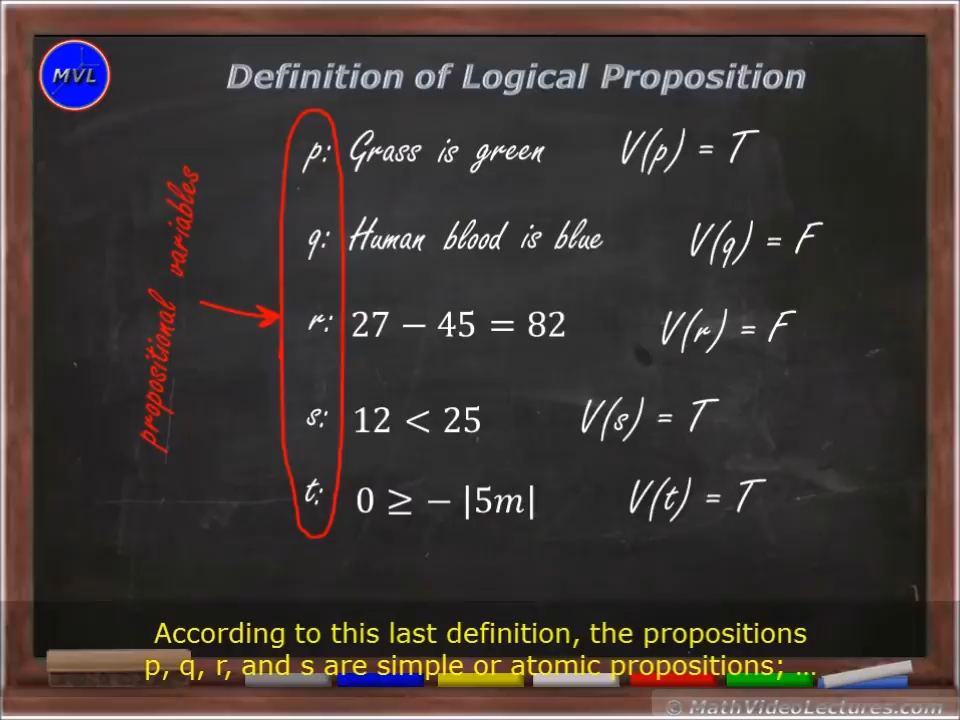 MVL
Definition of Logical Proposition
p: Grass is green V(p) = T
q: Human blood is blue V(q) = F
r: 27 − 45 = 82 V(r) = F
s: 12 < 25 V(s) = T
t: 0 ≥ − |5m| V(t) = T
propositional variables
According to this last definition, the propositions
p, q, r, and s are simple or atomic propositions; ...
© MathVideoLectures.com